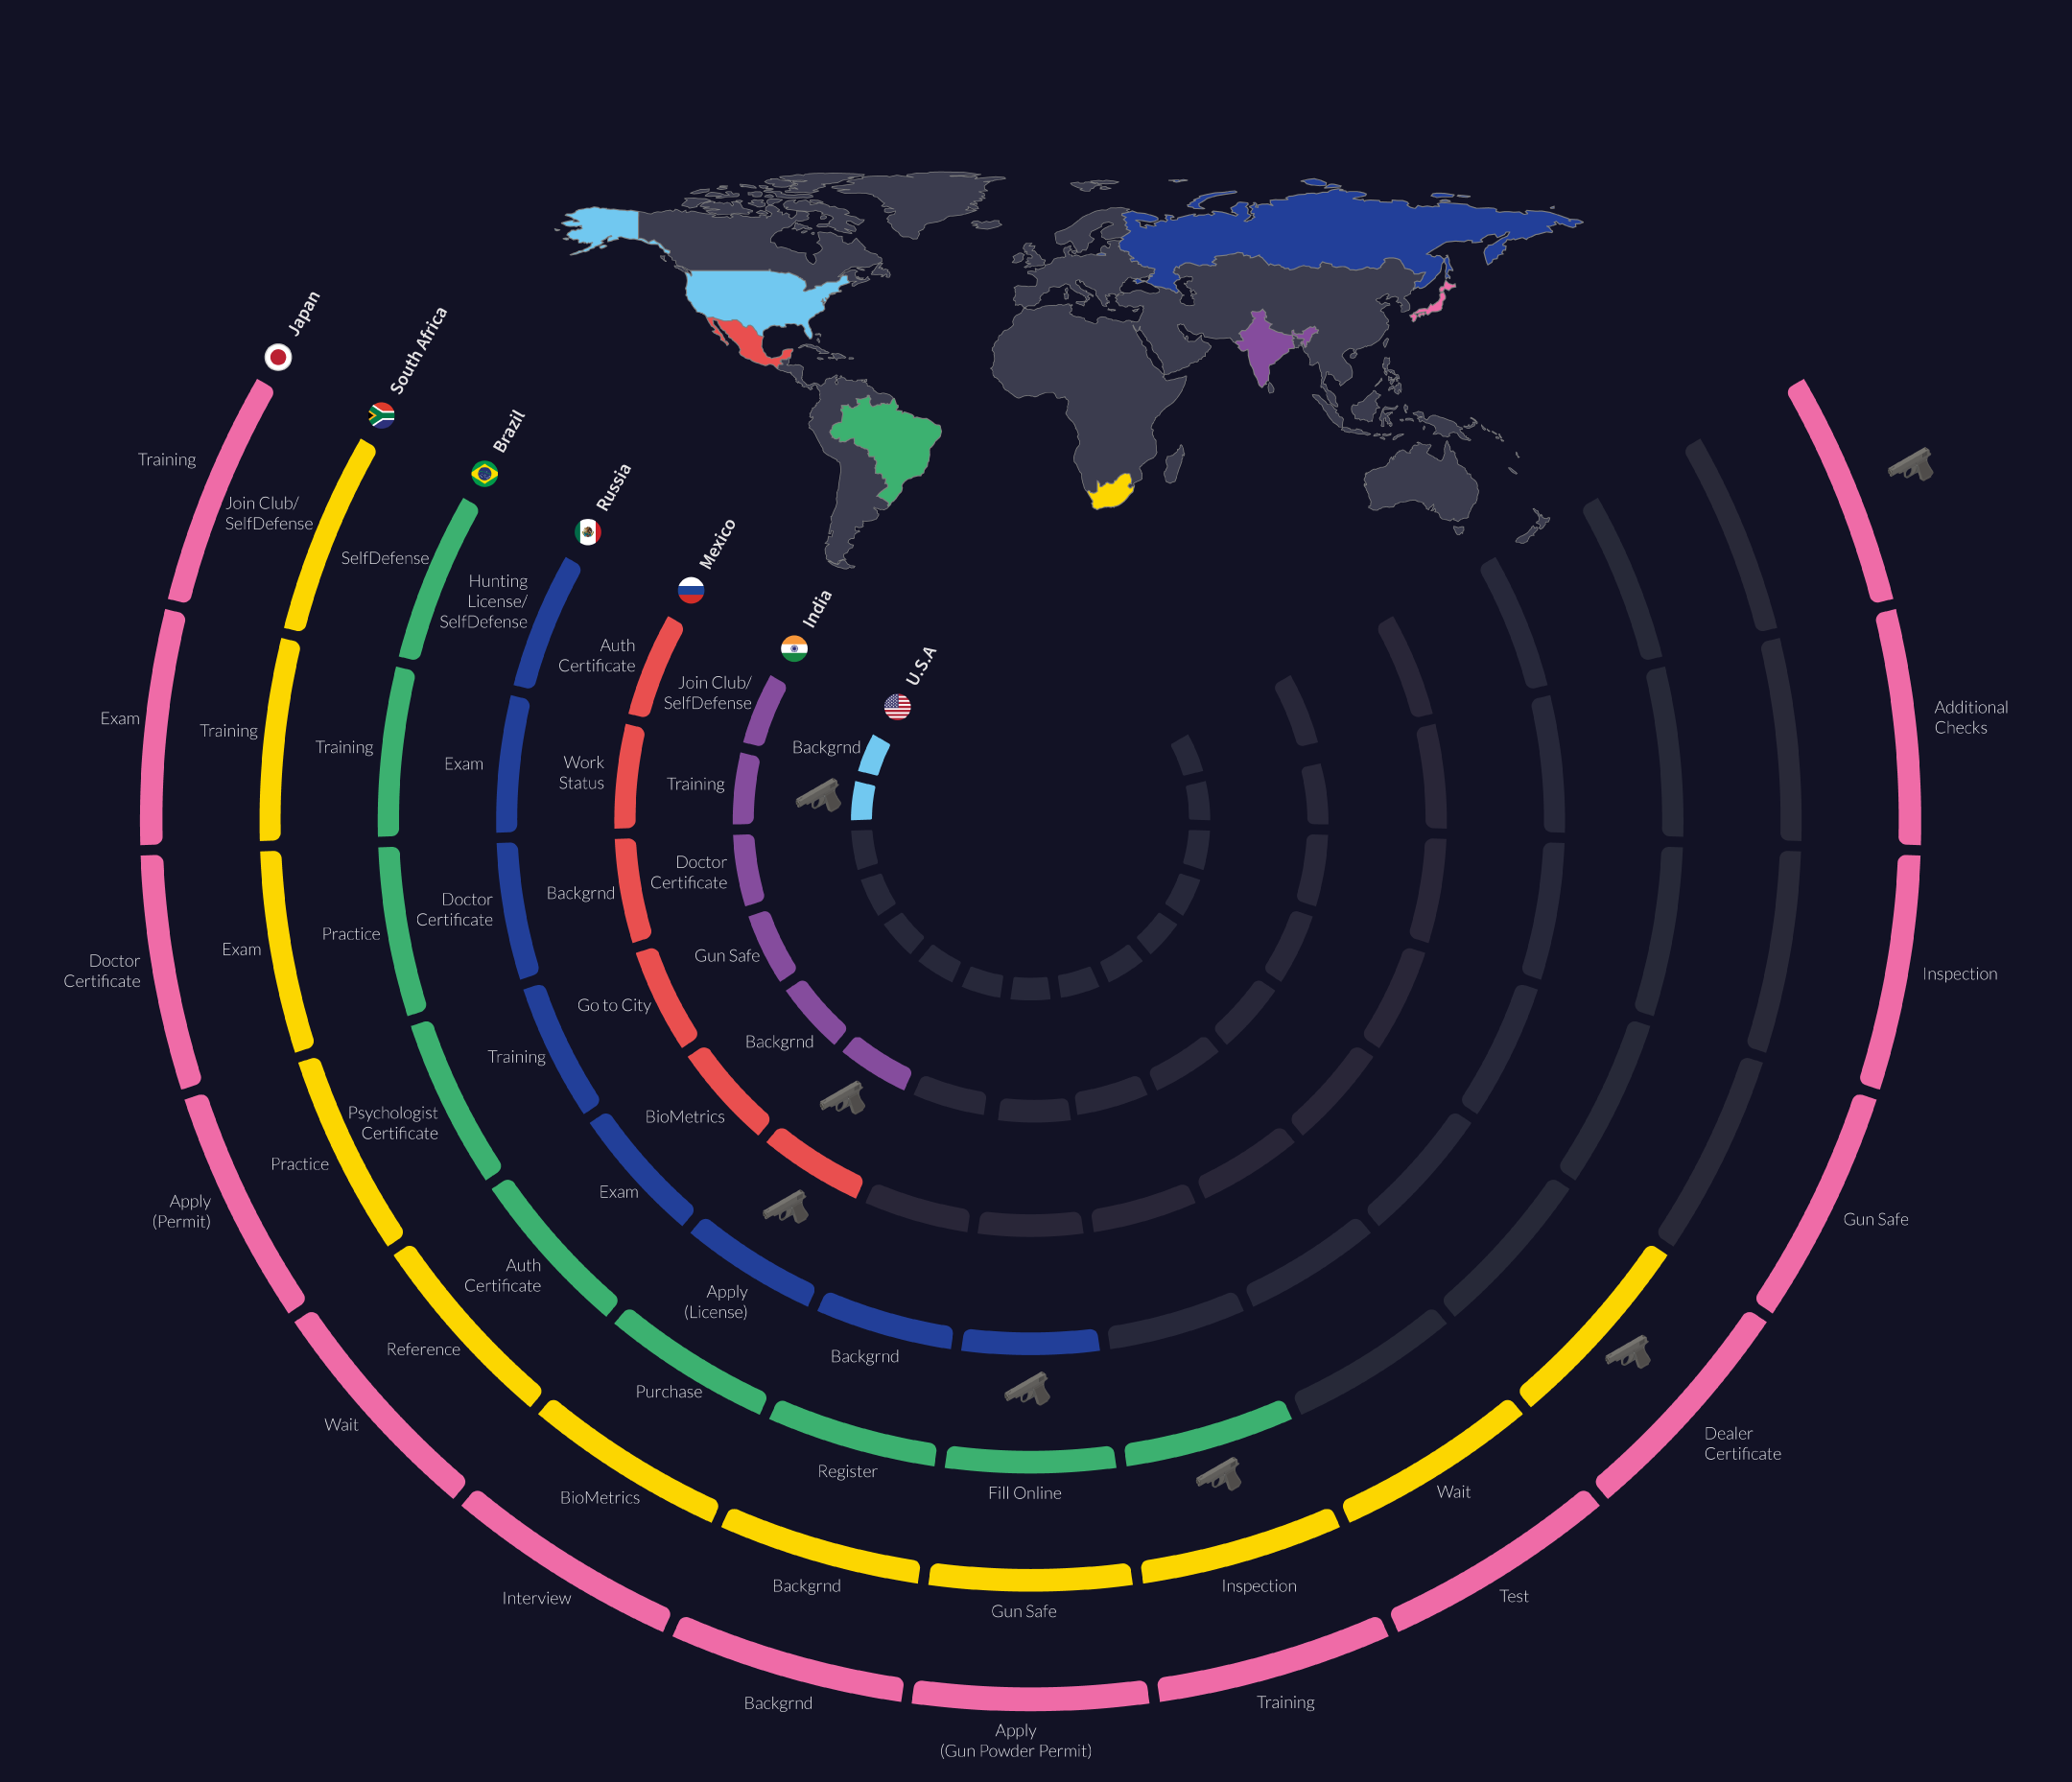 Japan
Training
Exam
Doctor
Certificate
Apply
(Permit)
Wait
Interview
Backgrnd
Apply
(Gun Powder Permit)
Training
Test
Dealer
Certificate
Gun Safe
Inspection
Additional
Checks
South Africa
Join Club/
SelfDefense
Training
Exam
Practice
Reference
BioMetrics
Backgrnd
Gun Safe
Inspection
Wait
Brazil
SelfDefense
Training
Practice
Psychologist
Certificate
Auth
Certificate
Purchase
Register
Fill Online
Russia
Hunting
License/
SelfDefense
Exam
Doctor
Certificate
Training
Exam
Apply
(License)
Backgrnd
Mexico
Auth
Certificate
Work
Status
Backgrnd
Go to City
BioMetrics
India
Join Club/
SelfDefense
Training
Doctor
Certificate
Gun Safe
Backgrnd
U.S.A
Backgrnd